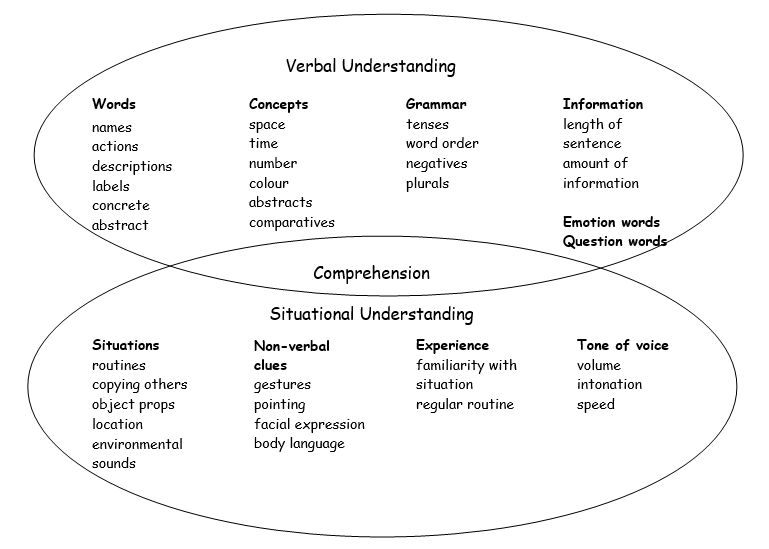 Verbal Understanding
Words
names
actions
descriptions
labels
concrete
abstract
Concepts
space
time
number
colour
abstracts
comparatives
Grammar
tenses
word order
negatives
plurals
Information
length of
sentence
amount of
information
Emotion words
Question words
Comprehension
Situational Understanding
Situations
routines
copying others
object props
location
environmental
sounds
Non-verbal
clues
gestures
pointing
facial expression
body language
Experience
familiarity with
situation
regular routine
Tone of voice
volume
intonation
speed